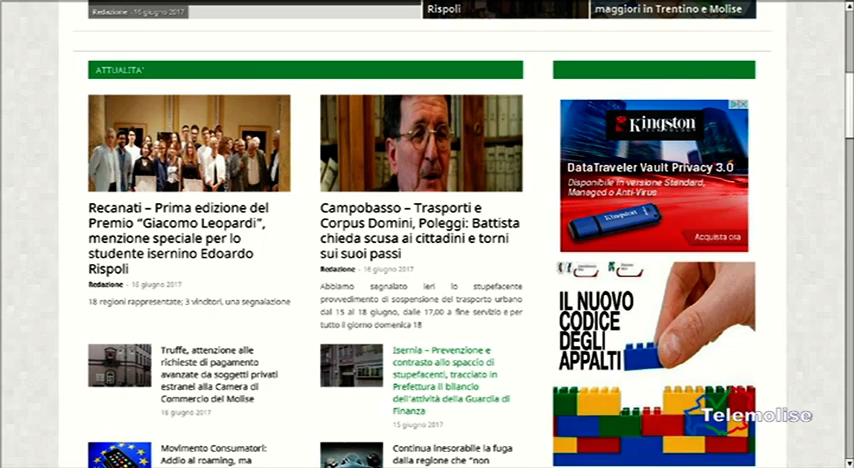 Redazione - 16 giugno 2017
Rispoli
maggiori in Trentino e Molise
ATTUALITA'
Recanati – Prima edizione del
Premio “Giacomo Leopardi”,
menzione speciale per lo
studente isernino Edoardo
Rispoli
Redazione - 16 giugno 2017
18 regioni rappresentate; 3 vincitori, una segnalazione
Campobasso – Trasporti e
Corpus Domini, Poleggi: Battista
chieda scusa ai cittadini e torni
sui suoi passi
Redazione - 16 giugno 2017
Abbiamo segnalato ieri lo stupefacente
provvedimento di sospensione del trasporto urbano
dal 15 al 18 giugno, dalle 17,00 a fine servizio e per
tutto il giorno domenica 18
Truffe, attenzione alle
richieste di pagamento
avanzate da soggetti privati
estranei alla Camera di
Commercio del Molise
16 giugno 2017
Isernia – Prevenzione e
contrasto allo spaccio di
stupefacenti, tracciato in
Prefettura il bilancio
dell'attività della Guardia di
Finanza
15 giugno 2017
Movimento Consumatori:
Addio al roaming, ma
Continua inesorabile la fuga
dalla regione che “non
Kingston
TECHNOLOGY
DataTraveler Vault Privacy 3.0
Disponibile in versione Standard,
Managed o Anti-Virus
Kingston
Acquista ora
IL NUOVO
CODICE
DEGLI
APPALTI
Telemolise